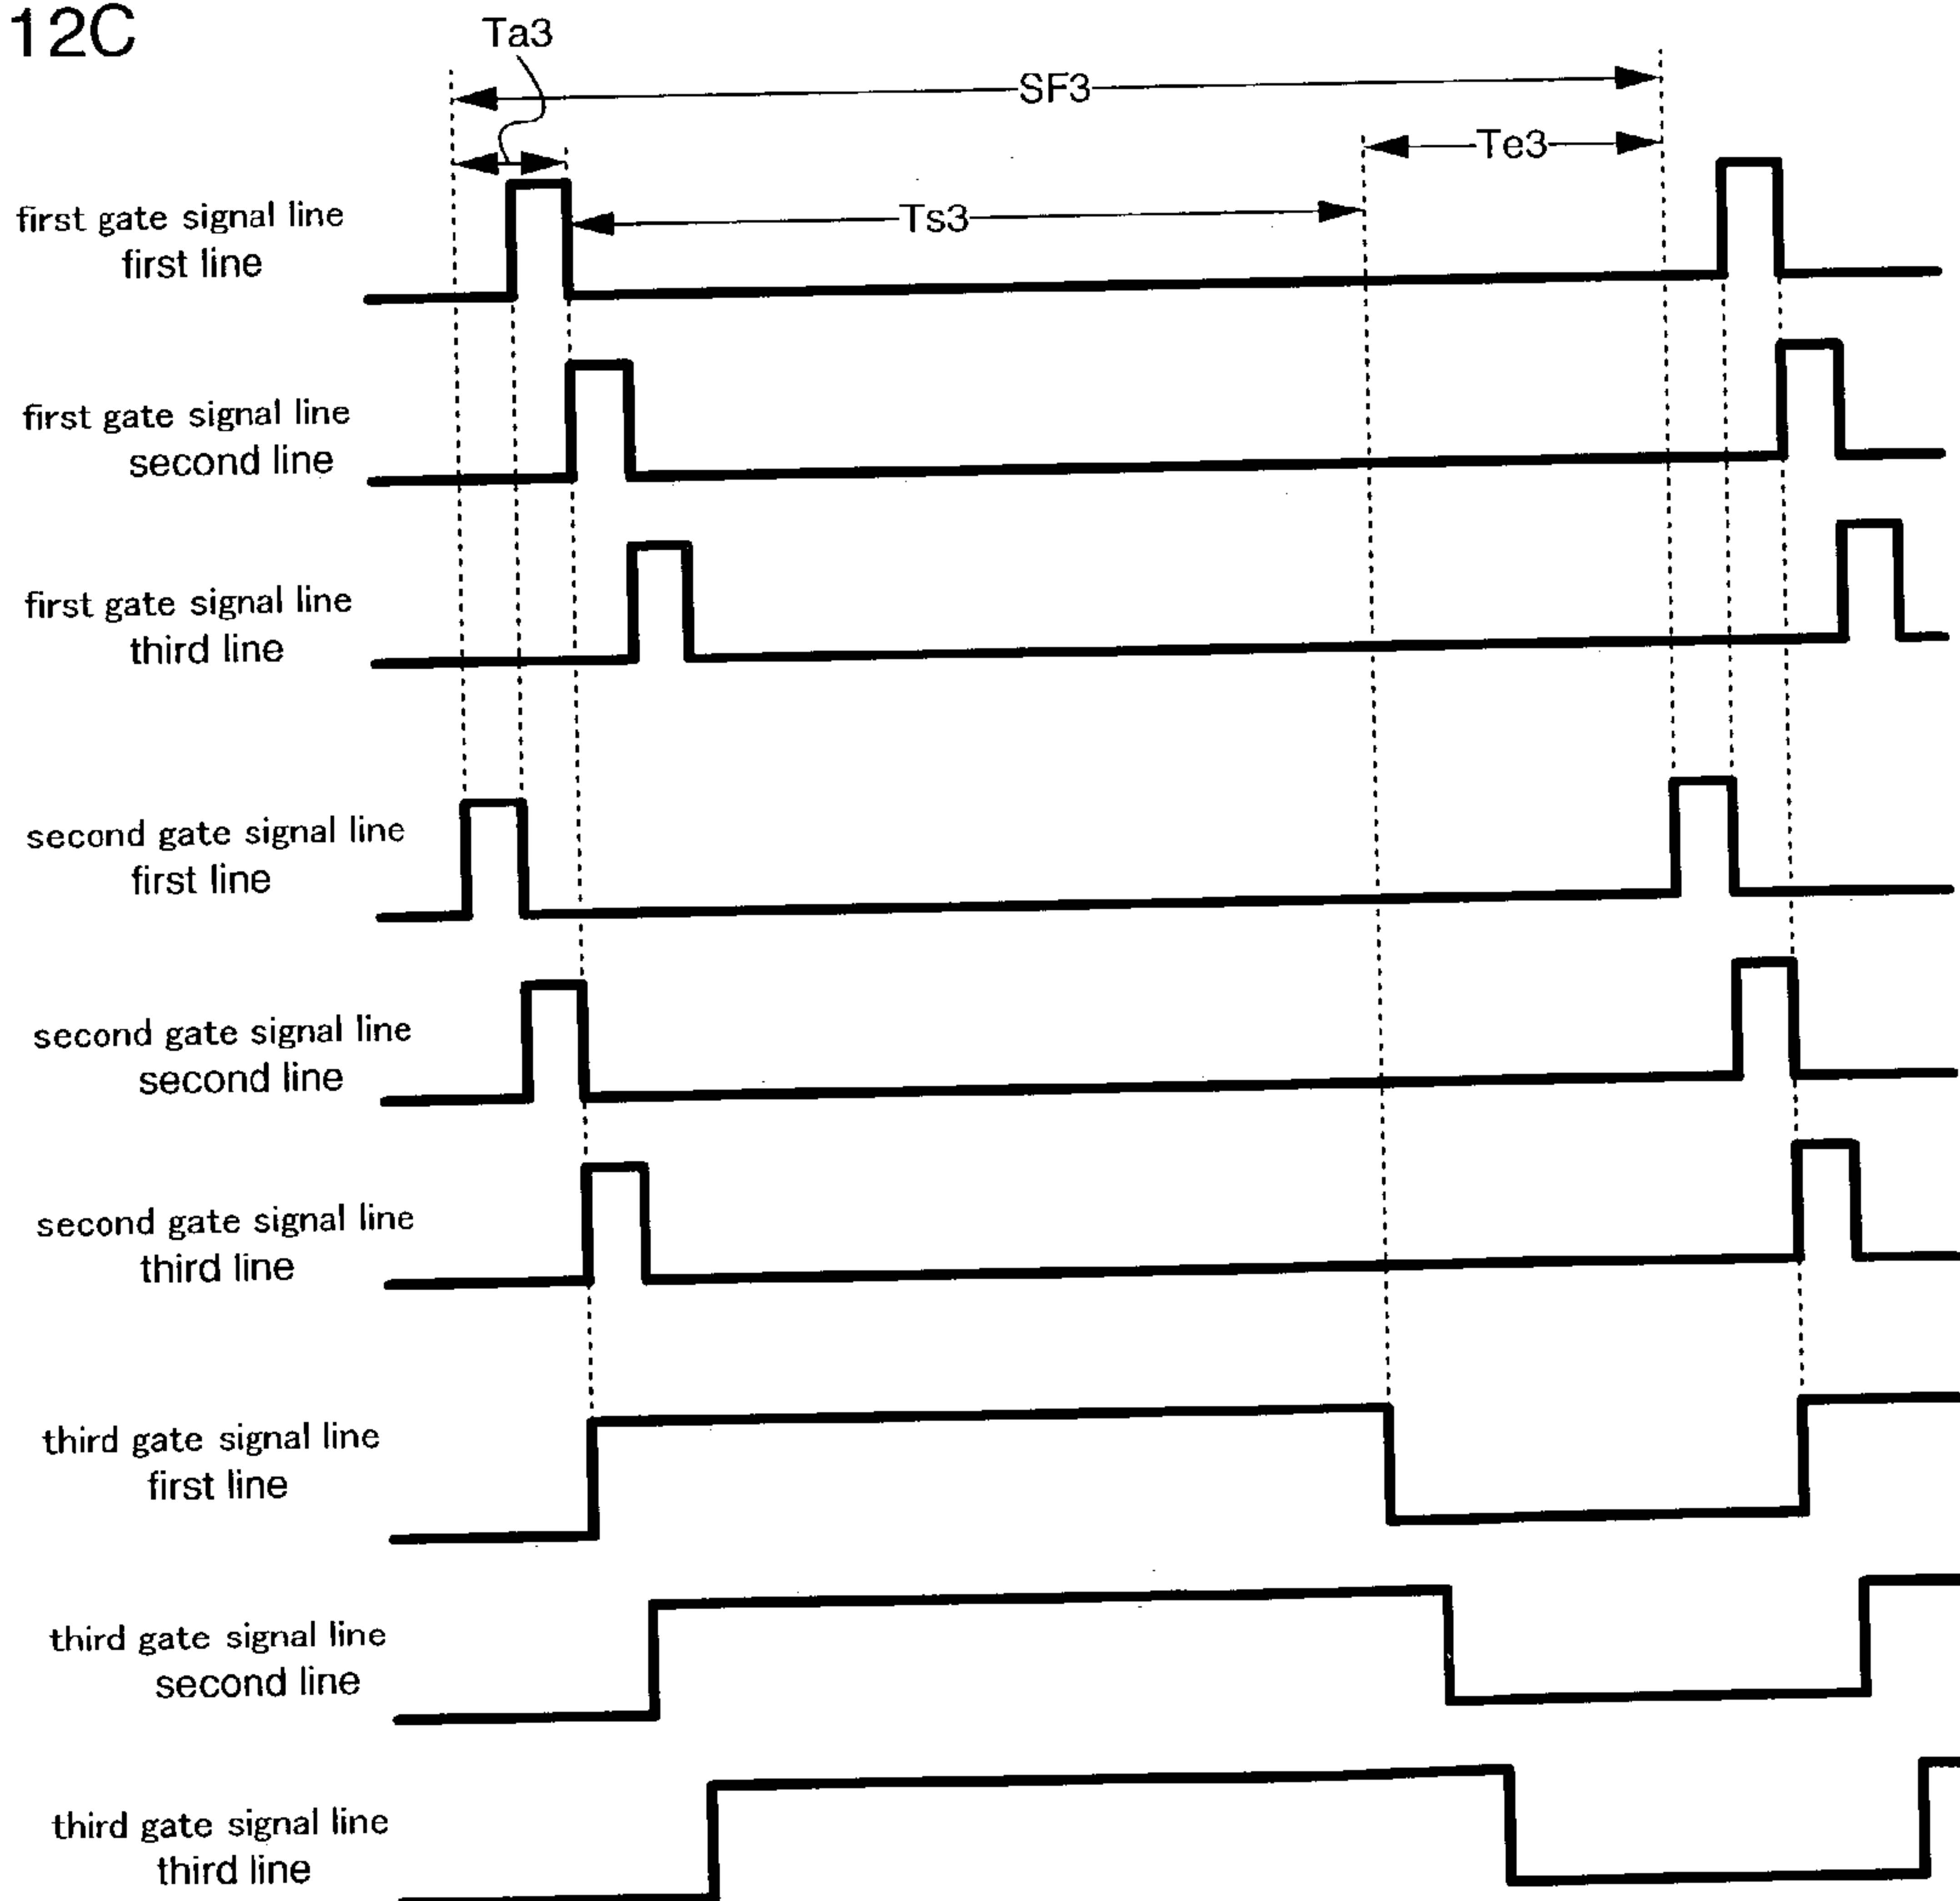 12C
Ta3
SF3
Te3
Ts3
first gate signal line
first line
first gate signal line
second line
first gate signal line
third line
second gate signal line
first line
second gate signal line
second line
second gate signal line
third line
third gate signal line
first line
third gate signal line
second line
third gate signal line
third line